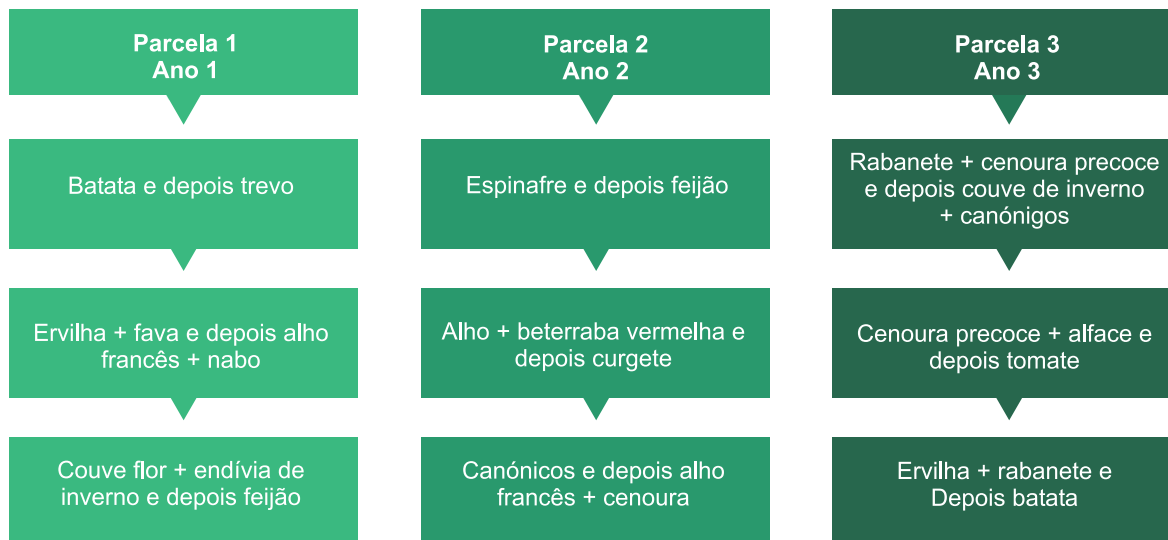 Parcela 1
Ano 1
Batata e depois trevo
Ervilha + fava e depois alho
francês + nabo
Couve flor + endívia de
inverno e depois feijão
Parcela 2
Ano 2
Espinafre e depois feijão
Alho + beterraba vermelha e
depois curgete
Canónicos e depois alho
francês + cenoura
Parcela 3
Ano 3
Rabanete + cenoura precoce
e depois couve de inverno
+ canónigos
Cenoura precoce + alface e
depois tomate
Ervilha + rabanete e
Depois batata